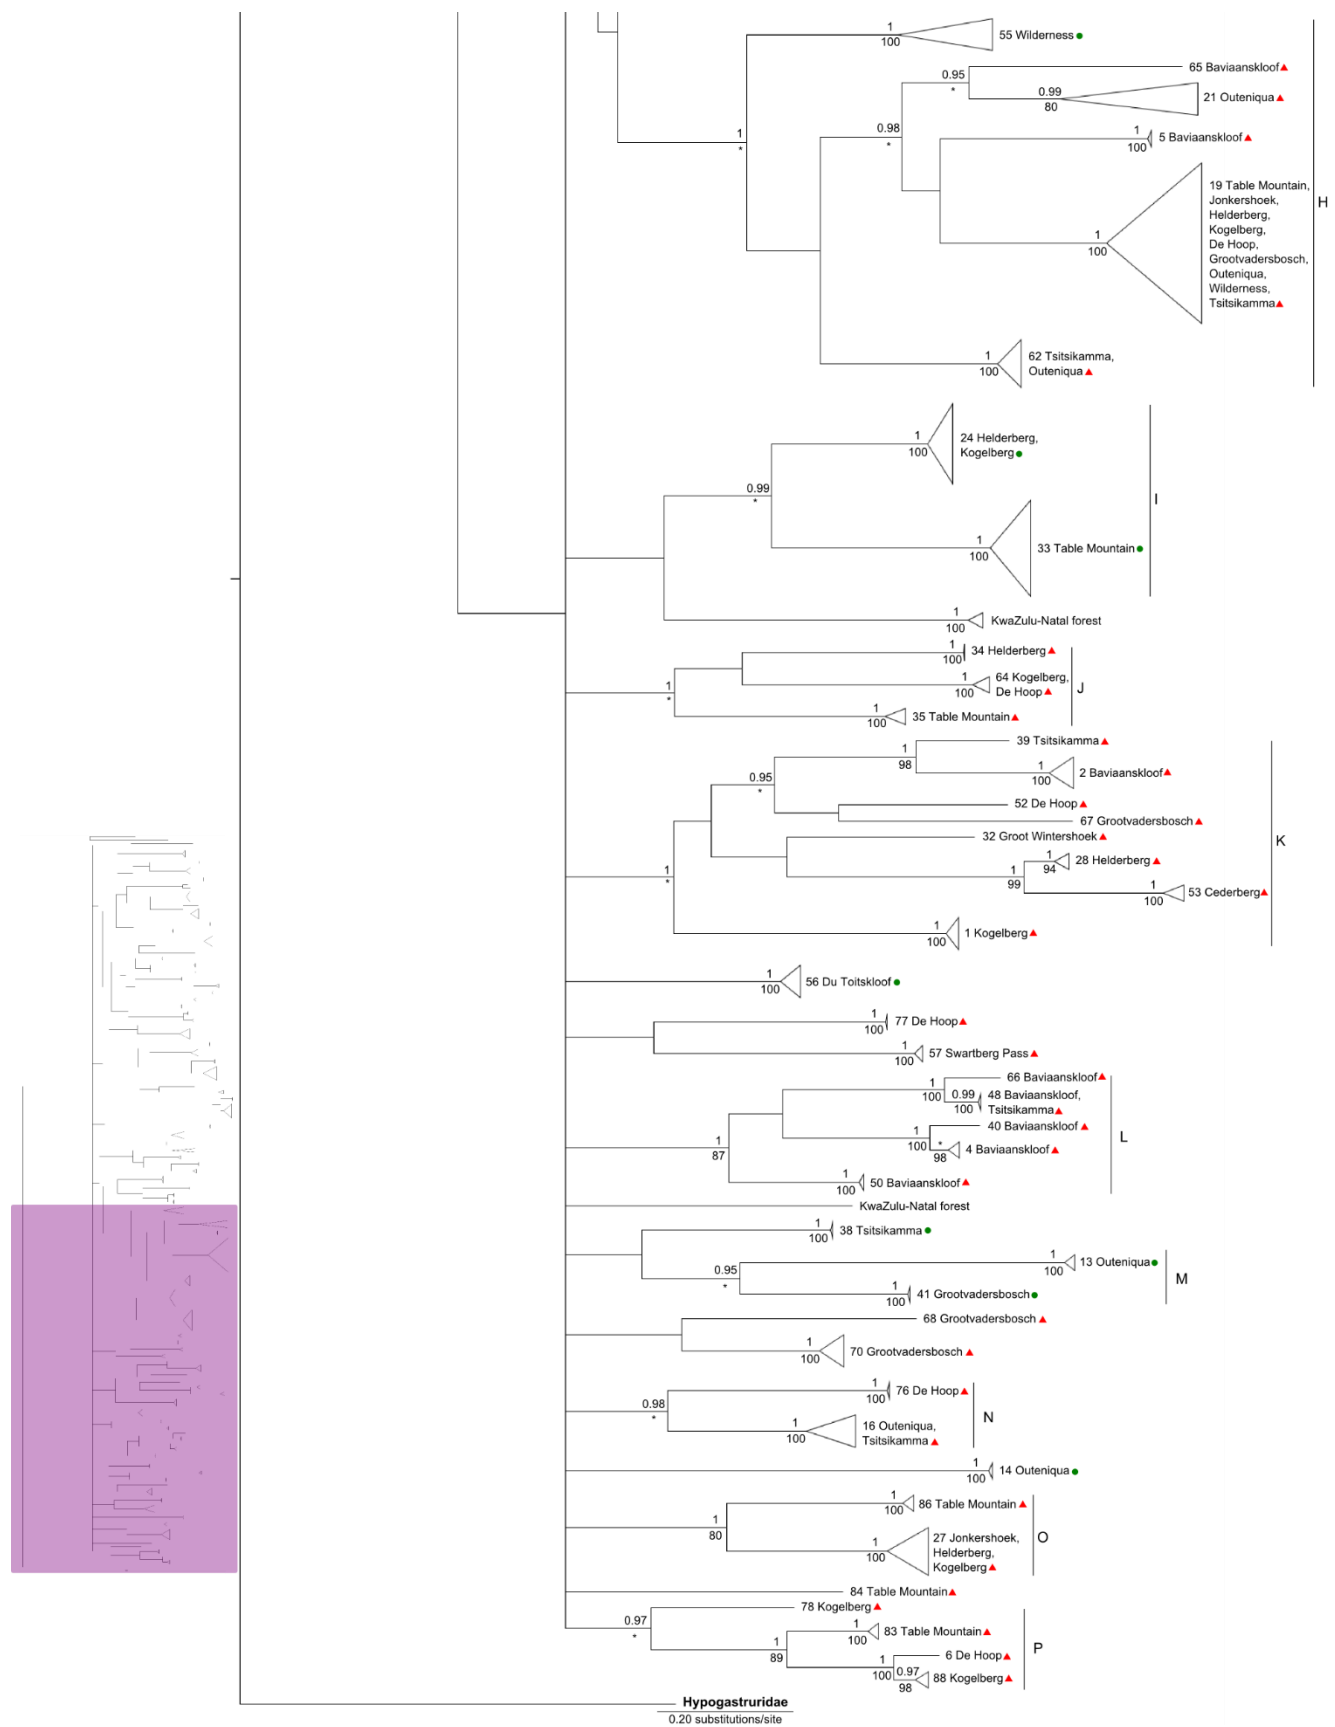 1
100
55 Wilderness
0.95
*
65 Baviaanskloof
0.99
80
21 Outeniqua
1
*
0.98
*
1
100
5 Baviaanskloof
1
100
19 Table Mountain,
Jonkershoek,
Helderberg,
Kogelberg,
De Hoop,
Grootvadersbosch,
Outeniqua,
Wilderness,
Tsitsikamma
H
1
100
62 Tsitsikamma,
Outeniqua
1
100
24 Helderberg,
Kogelberg
0.99
*
I
1
100
33 Table Mountain
1
100
KwaZulu-Natal forest
1
100
34 Helderberg
1
*
1
100
64 Kogelberg,
De Hoop
J
1
100
35 Table Mountain
39 Tsitsikamma
1
98
1
100
2 Baviaanskloof
0.95
*
52 De Hoop
67 Grootvadersbosch
32 Groot Wintershoek
K
1
94
28 Helderberg
1
*
1
99
1
100
53 Cederberg
1
100
1 Kogelberg
1
100
56 Du Toitskloof
1
100
77 De Hoop
1
100
57 Swartberg Pass
66 Baviaanskloof
1
100
0.99
100
48 Baviaanskloof,
Tsitsikamma
40 Baviaanskloof
1
100
*
98
4 Baviaanskloof
L
1
87
1
100
50 Baviaanskloof
KwaZulu-Natal forest
1
100
38 Tsitsikamma
1
100
13 Outeniqua
0.95
*
M
1
100
41 Grootvadersbosch
68 Grootvadersbosch
1
100
70 Grootvadersbosch
1
100
76 De Hoop
0.98
*
N
1
100
16 Outeniqua,
Tsitsikamma
1
100
14 Outeniqua
1
100
86 Table Mountain
1
80
O
1
100
27 Jonkershoek,
Helderberg,
Kogelberg
84 Table Mountain
78 Kogelberg
0.97
*
1
100
83 Table Mountain
1
89
P
6 De Hoop
1
100
0.97
98
88 Kogelberg
Hypogastruridae
0.20 substitutions/site